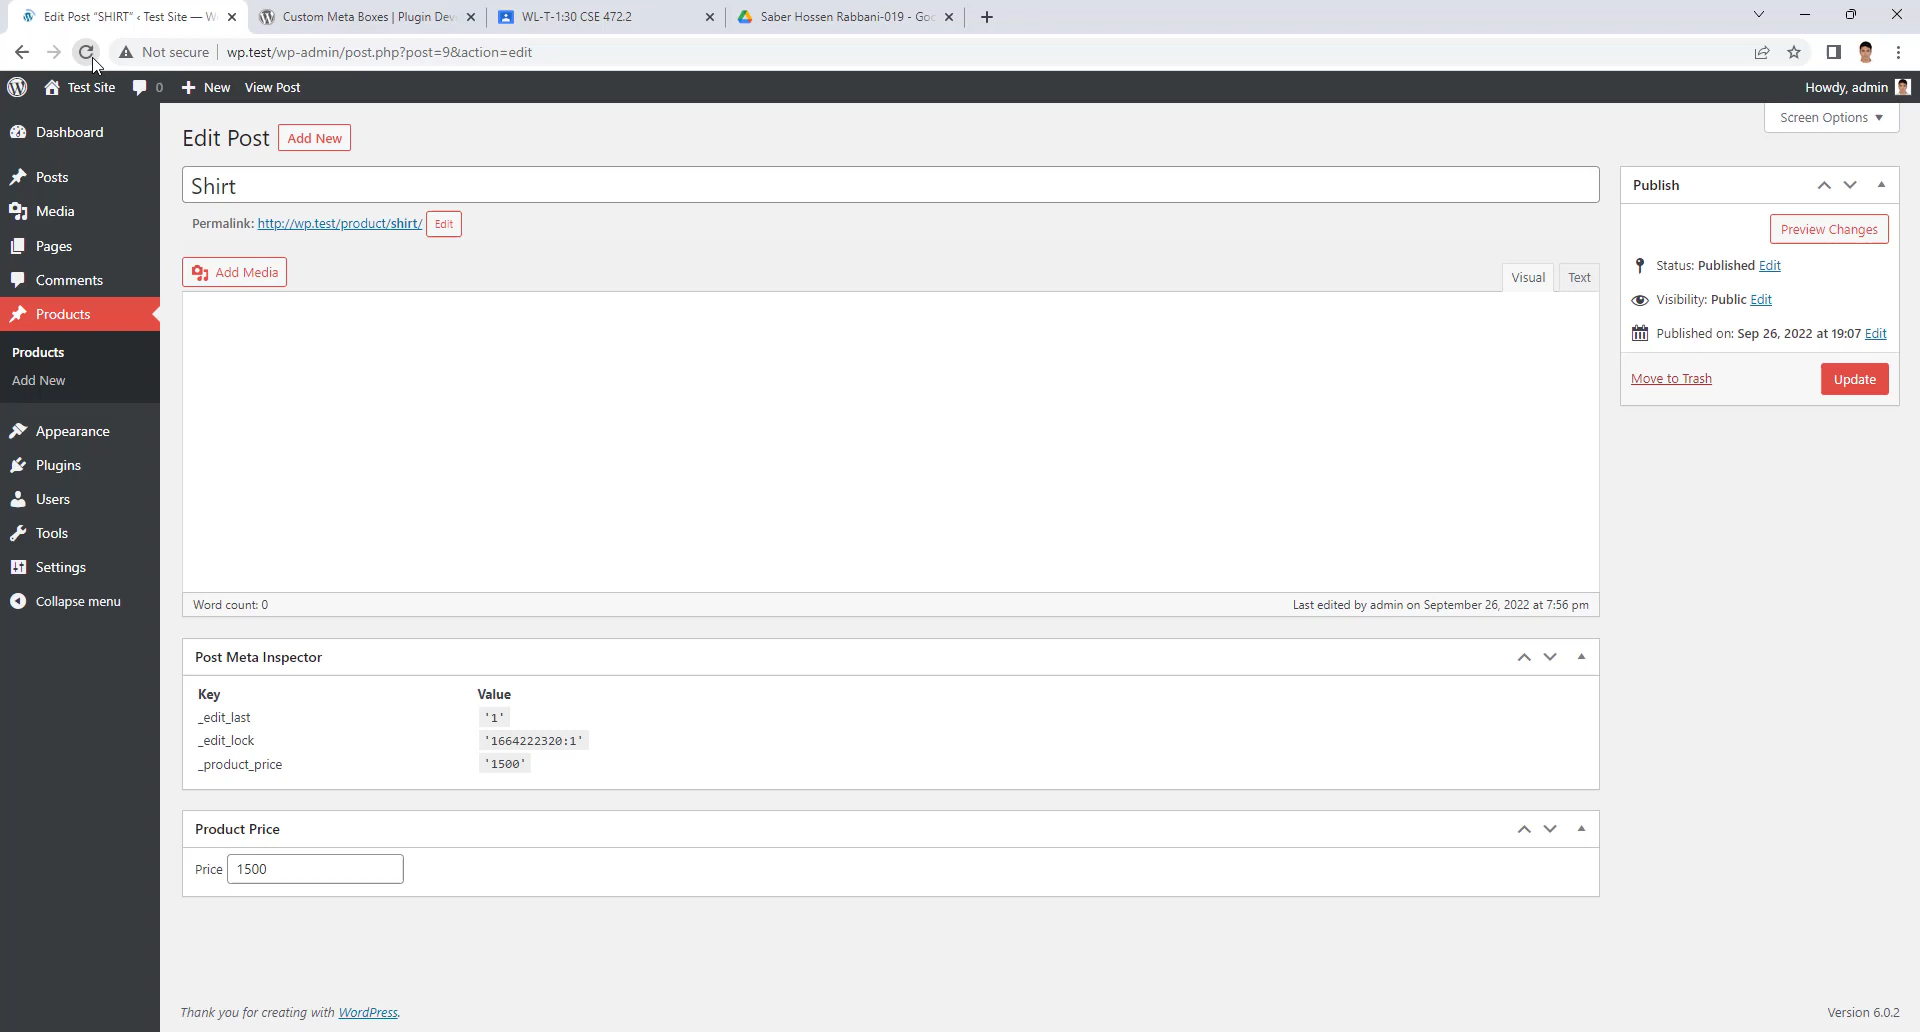 Edit Post “SHIRT” ‹ Test Site — W
Custom Meta Boxes | Plugin Dev
WL-T-1:30 CSE 472.2
Saber Hossen Rabbani-019 - Goo
Not secure
wp.test/wp-admin/post.php?post=9&action=edit
Test Site
0
New
View Post
Howdy, admin
Dashboard
Posts
Media
Pages
Comments
Products
Products
Add New
Appearance
Plugins
Users
Tools
Settings
Collapse menu
Screen Options
Edit Post
Add New
Shirt
Permalink: http://wp.test/product/shirt/
Edit
Add Media
Visual
Text
Word count: 0
Last edited by admin on September 26, 2022 at 7:56 pm
Publish
Preview Changes
Status: Published Edit
Visibility: Public Edit
Published on: Sep 26, 2022 at 19:07 Edit
Move to Trash
Update
Post Meta Inspector
Key
Value
_edit_last
'1'
_edit_lock
'1664222320:1'
_product_price
'1500'
Product Price
Price
1500
Thank you for creating with WordPress.
Version 6.0.2